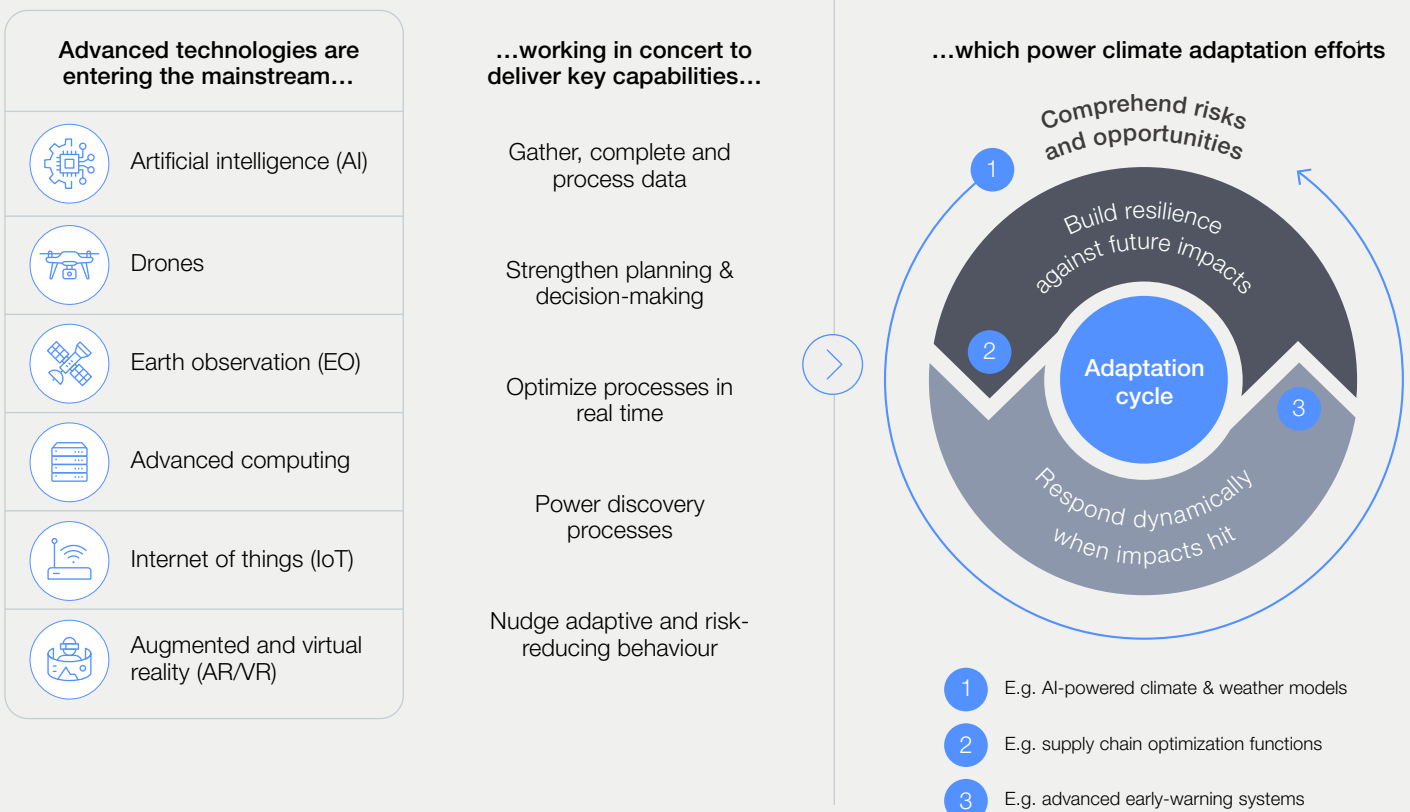 Advanced technologies are
entering the mainstream…
Artificial intelligence (AI)
Drones
Earth observation (EO)
Advanced computing
Internet of things (IoT)
Augmented and virtual
reality (AR/VR)
…working in concert to
deliver key capabilities…
Gather, complete and
process data
Strengthen planning &
decision-making
Optimize processes in
real time
Power discovery
processes
Nudge adaptive and risk-
reducing behaviour
…which power climate adaptation efforts
Comprehend risks
and opportunities
1
Build resilience
against future impacts
2
Adaptation
cycle
3
Respond dynamically
when impacts hit
1 E.g. AI-powered climate & weather models
2 E.g. supply chain optimization functions
3 E.g. advanced early-warning systems